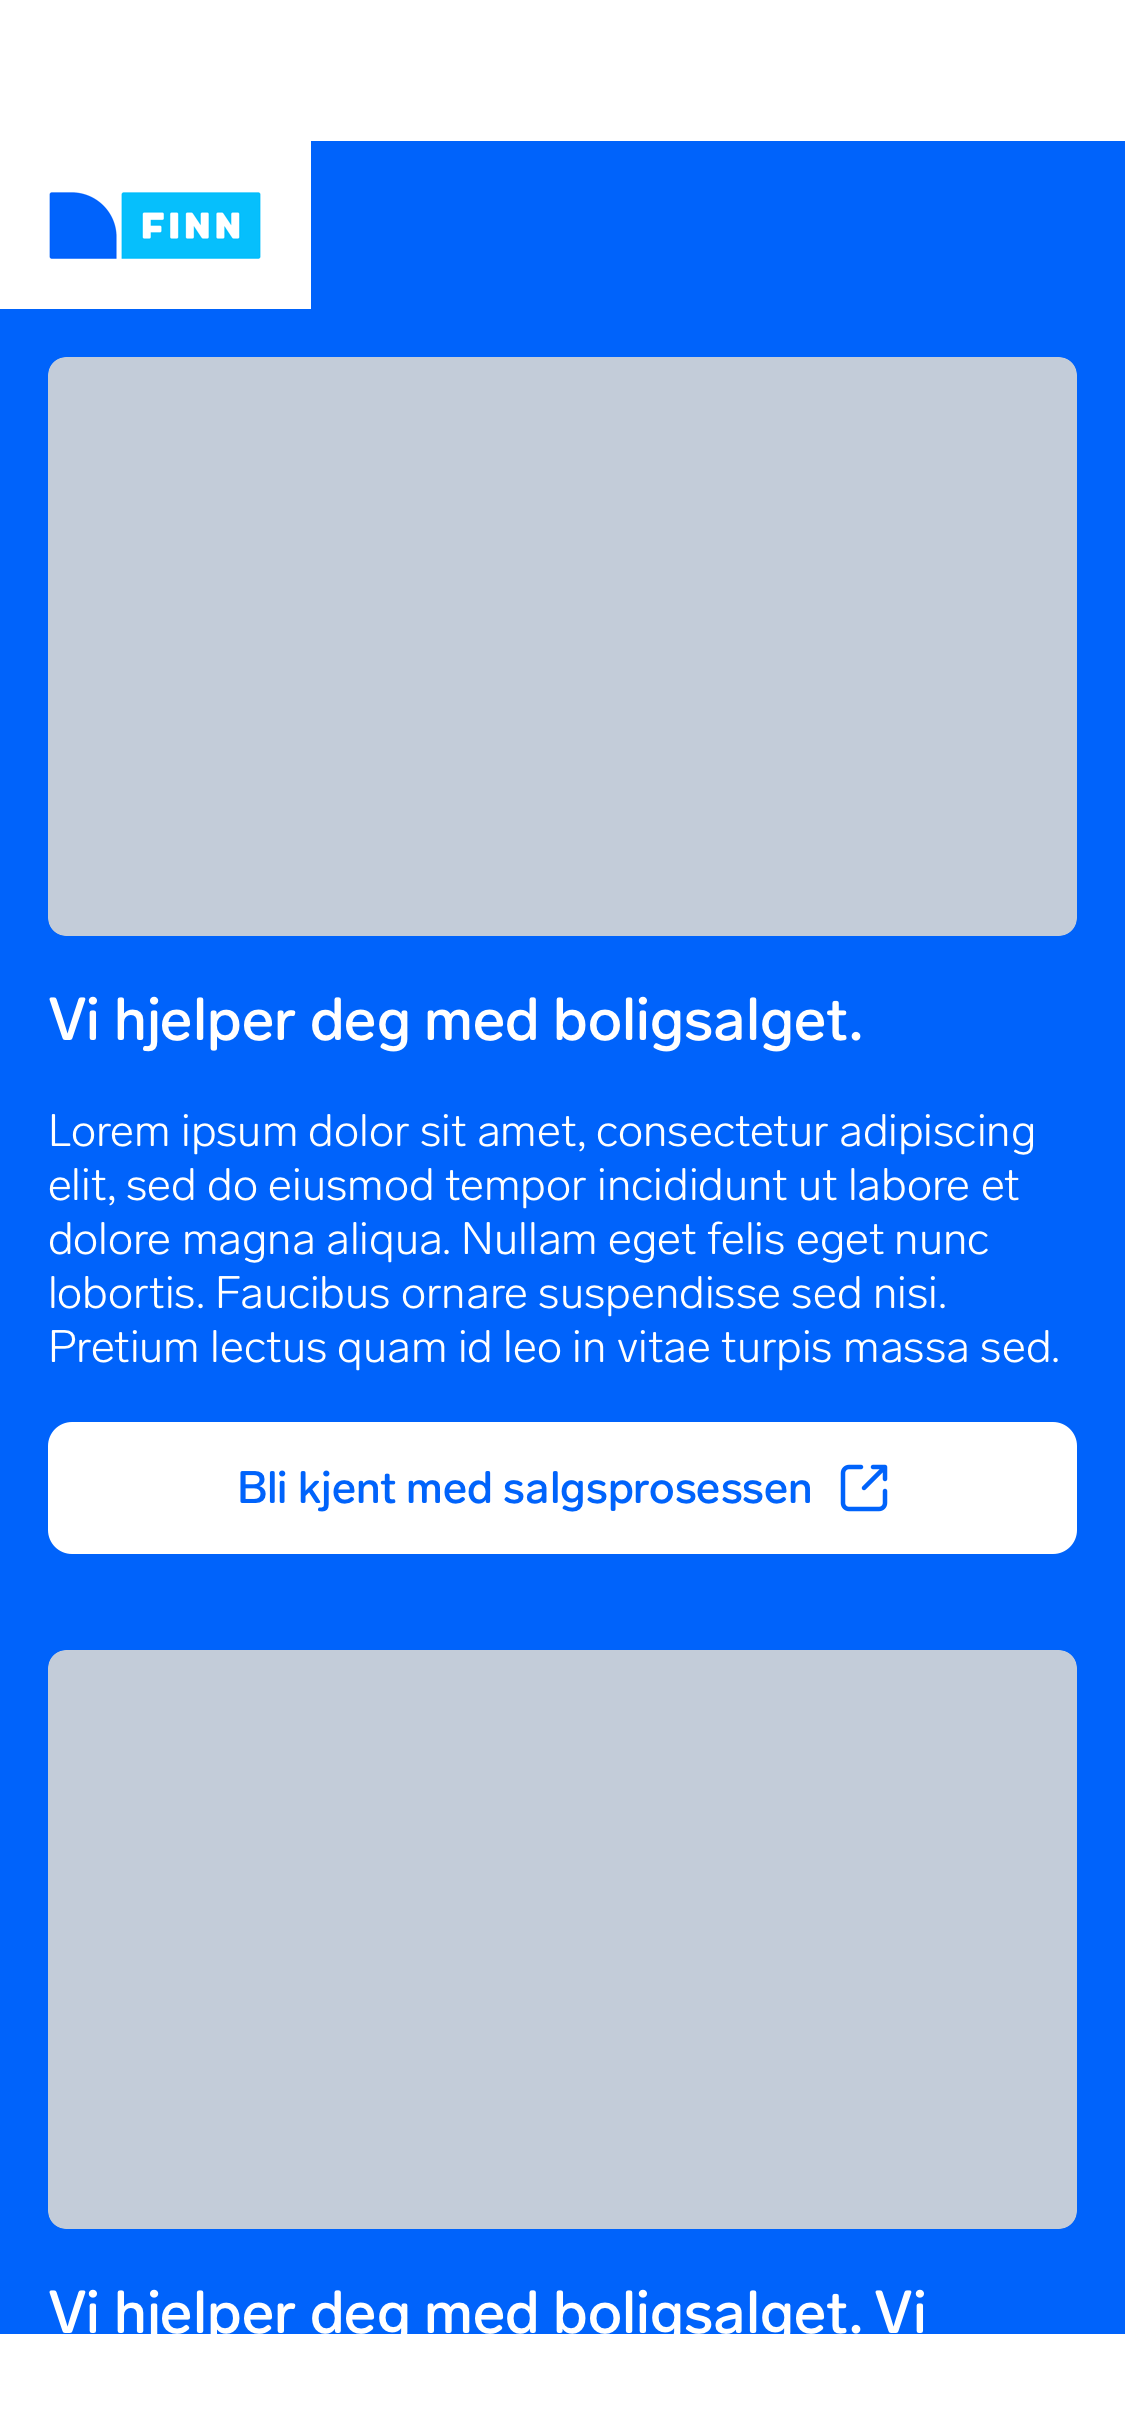 FINN
Vi hjelper deg med boligsalget.
Lorem ipsum dolor sit amet, consectetur adipiscing
elit, sed do eiusmod tempor incididunt ut labore et
dolore magna aliqua. Nullam eget felis eget nunc
lobortis. Faucibus ornare suspendisse sed nisi.
Pretium lectus quam id leo in vitae turpis massa sed.
Bli kjent med salgsprosessen
Vi hjelper deg med boligsalget. Vi